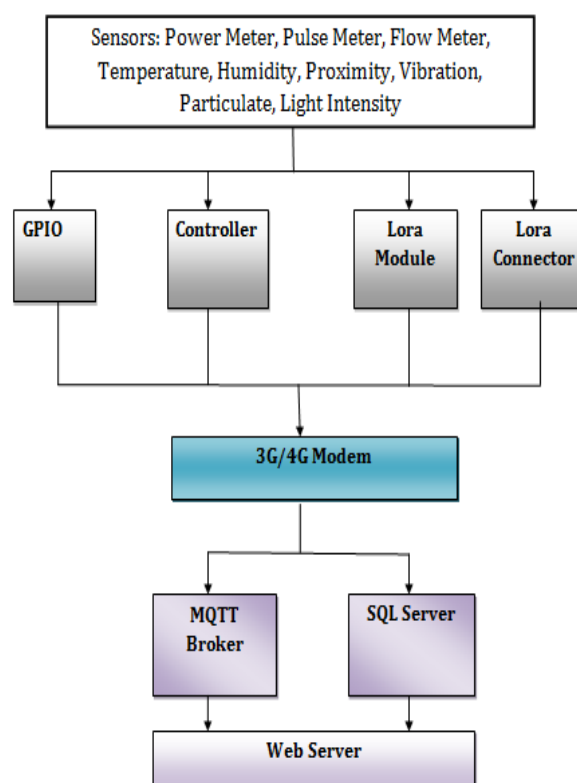 Sensors: Power Meter, Pulse Meter, Flow Meter,
Temperature, Humidity, Proximity, Vibration,
Particulate, Light Intensity
GPIO
Controller
Lora
Module
Lora
Connector
3G/4G Modem
MQTT
Broker
SQL Server
Web Server